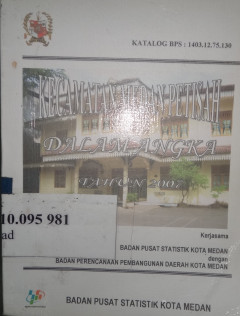 KATALOG BPS : 1403.12.75.130
KECAMATAN MEDAN PETISAH
DALAM ANGKA
TAHUN 2007
10.095 981
ad
Kerjasama
BADAN PUSAT STATISTIK KOTA MEDAN
dengan
BADAN PERENCANAAN PEMBANGUNAN DAERAH KOTA MEDAN
BADAN PUSAT STATISTIK KOTA MEDAN